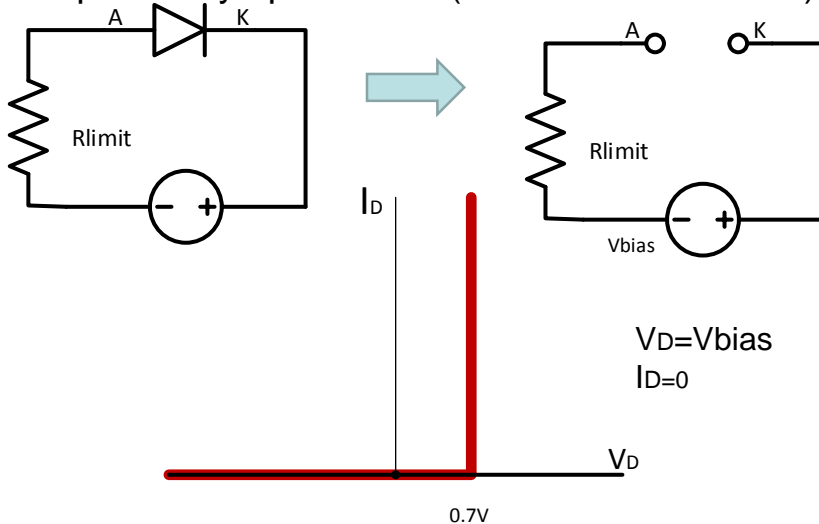 A K
Rlimit
A K
Rlimit
Vbias
ID
VD=Vbias
ID=0
VD
0.7V